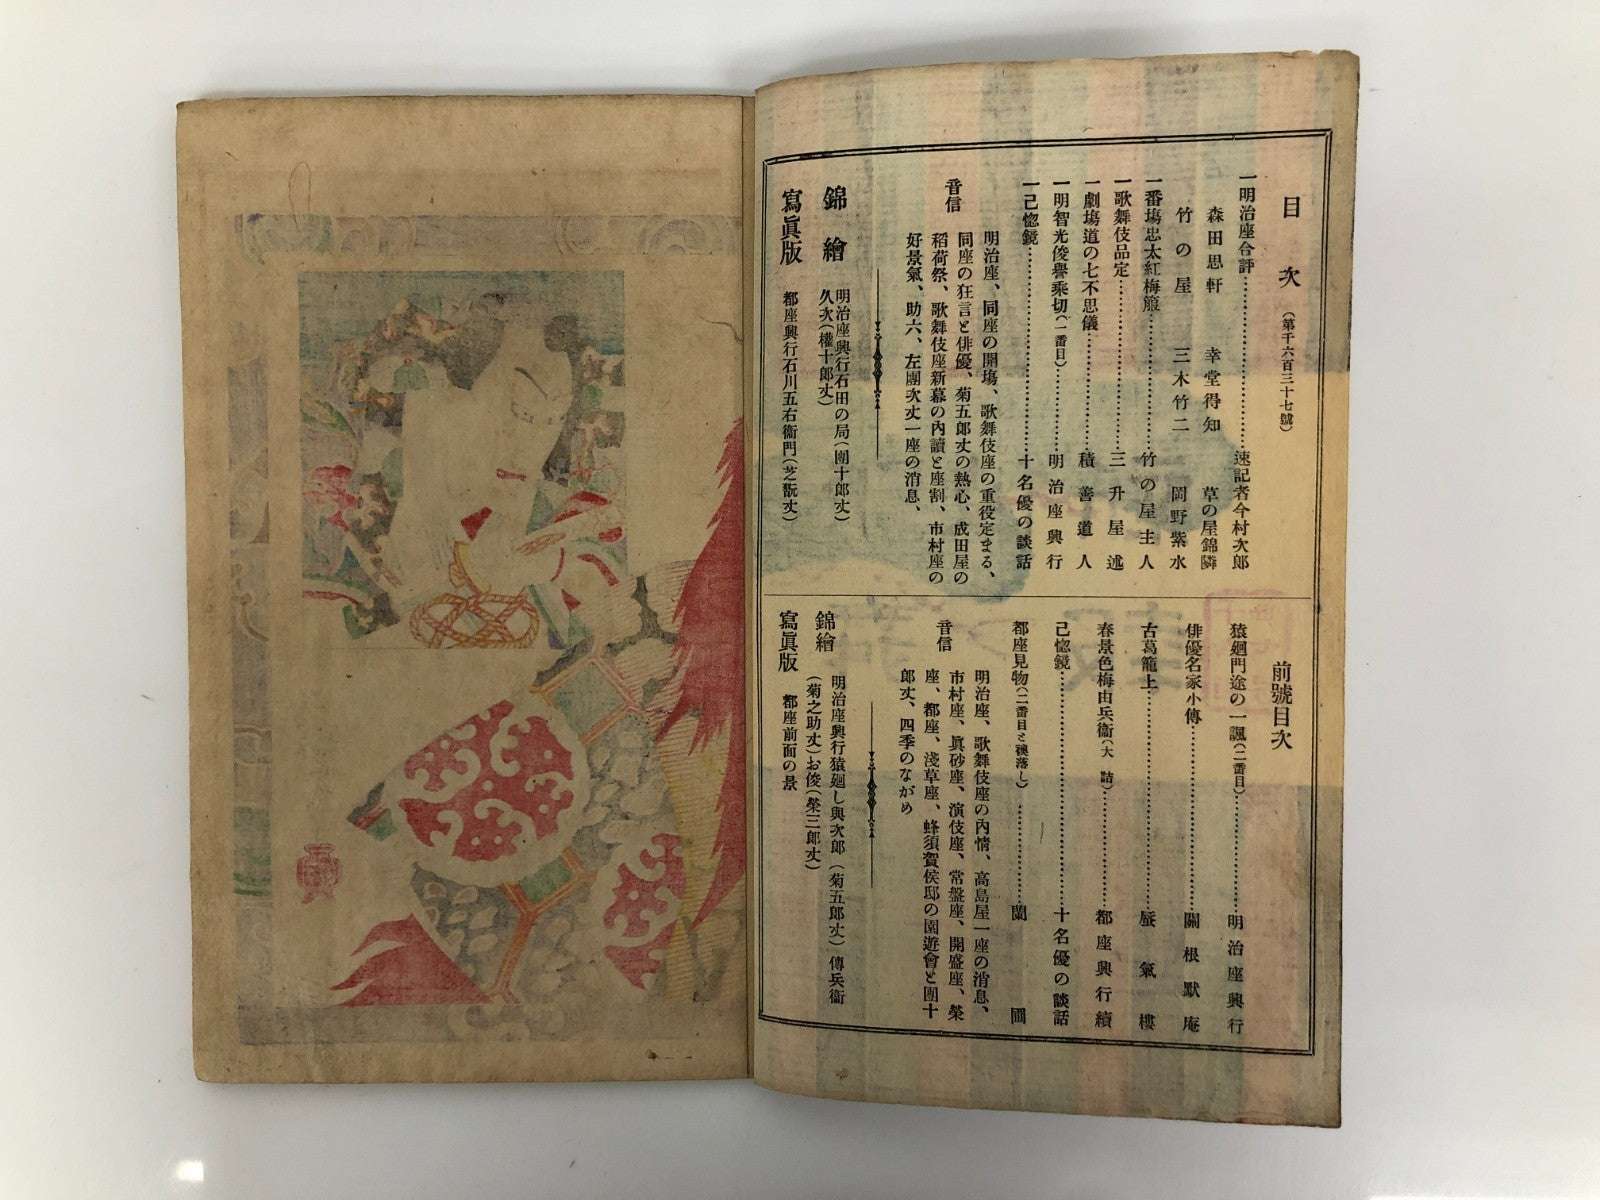 目次（第千六百三十七號）
一明治座合評……速記者今村次郎
森田思軒　幸堂得知　草の屋錦隣
竹の屋　三木竹二　岡野紫水
一番塲忠太紅梅箙……竹の屋主人
一歌舞伎品定……三升屋述
一劇塲道の七不思儀……積善道人
一明智光俊譽乘切（一番目）……明治座興行
一己惚鏡……十名優の談話
音信
明治座、同座の開塲、歌舞伎座の重役定まる、
同座の狂言と俳優、菊五郎丈の熱心、成田屋の
稻荷祭、歌舞伎座新幕の內讀と座割、市村座の
好景氣、助六、左團次丈一座の消息、
錦繪
明治座興行石田の局（團十郎丈）
久次（權十郎丈）
寫眞版　都座興行石川五右衞門（芝翫丈）
前號目次
猿廻門途の一諷（二番目）……明治座興行
俳優名家小傳……關根默庵
古葛籠上……蜃氣樓
春景色梅由兵衞（大詰）……都座興行續
己惚鏡……十名優の談話
都座見物（二番目と襖落し）……蘭圃
音信
明治座、歌舞伎座の內情、高島屋一座の消息、
市村座、眞砂座、演伎座、常盤座、開盛座、榮
座、都座、淺草座、蜂須賀侯邸の園遊會と團十
郎丈、四季のながめ
錦繪
明治座興行猿廻し與次郎（菊五郎丈）傳兵衞
（菊之助丈）お俊（榮三郎丈）
寫眞版　都座前面の景